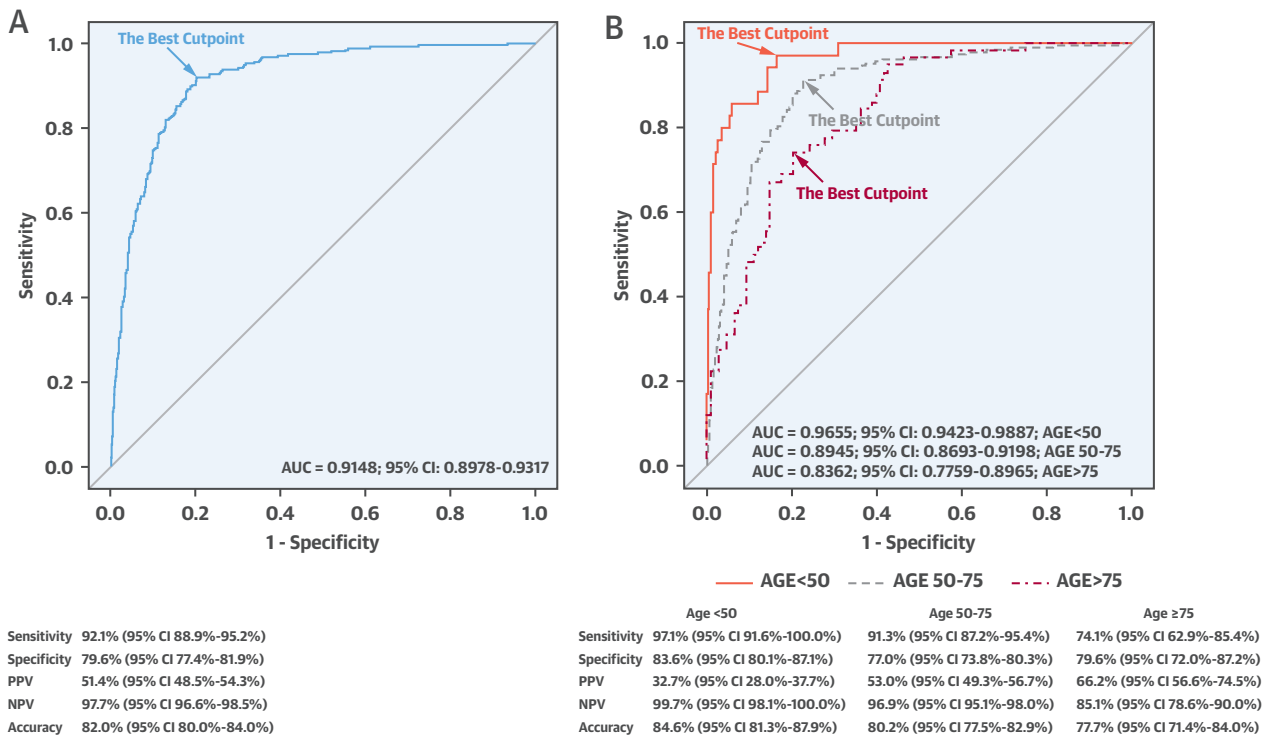 A
The Best Cutpoint
1.0
0.8
0.6
0.4
0.2
0.0
Sensitivity
AUC = 0.9148; 95% CI: 0.8978-0.9317
0.0 0.2 0.4 0.6 0.8 1.0
1 - Specificity
Sensitivity 92.1% (95% CI 88.9%-95.2%)
Specificity 79.6% (95% CI 77.4%-81.9%)
PPV 51.4% (95% CI 48.5%-54.3%)
NPV 97.7% (95% CI 96.6%-98.5%)
Accuracy 82.0% (95% CI 80.0%-84.0%)
B
The Best Cutpoint
The Best Cutpoint
The Best Cutpoint
1.0
0.8
0.6
0.4
0.2
0.0
Sensitivity
AUC = 0.9655; 95% CI: 0.9423-0.9887; AGE<50
AUC = 0.8945; 95% CI: 0.8693-0.9198; AGE 50-75
AUC = 0.8362; 95% CI: 0.7759-0.8965; AGE>75
0.0 0.2 0.4 0.6 0.8 1.0
1 - Specificity
AGE<50 AGE 50-75 AGE>75
Age <50 Age 50-75 Age ≥75
Sensitivity 97.1% (95% CI 91.6%-100.0%) 91.3% (95% CI 87.2%-95.4%) 74.1% (95% CI 62.9%-85.4%)
Specificity 83.6% (95% CI 80.1%-87.1%) 77.0% (95% CI 73.8%-80.3%) 79.6% (95% CI 72.0%-87.2%)
PPV 32.7% (95% CI 28.0%-37.7%) 53.0% (95% CI 49.3%-56.7%) 66.2% (95% CI 56.6%-74.5%)
NPV 99.7% (95% CI 98.1%-100.0%) 96.9% (95% CI 95.1%-98.0%) 85.1% (95% CI 78.6%-90.0%)
Accuracy 84.6% (95% CI 81.3%-87.9%) 80.2% (95% CI 77.5%-82.9%) 77.7% (95% CI 71.4%-84.0%)